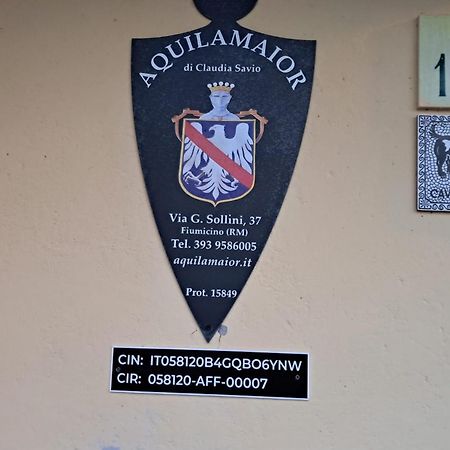 AQUILAMAIOR
di Claudia Savio
Via G. Sollini, 37
Fiumicino (RM)
Tel. 393 9586005
aquilamaior.it
Prot. 15849
CIN: IT058120B4GQBO6YNW
CIR: 058120-AFF-00007
1